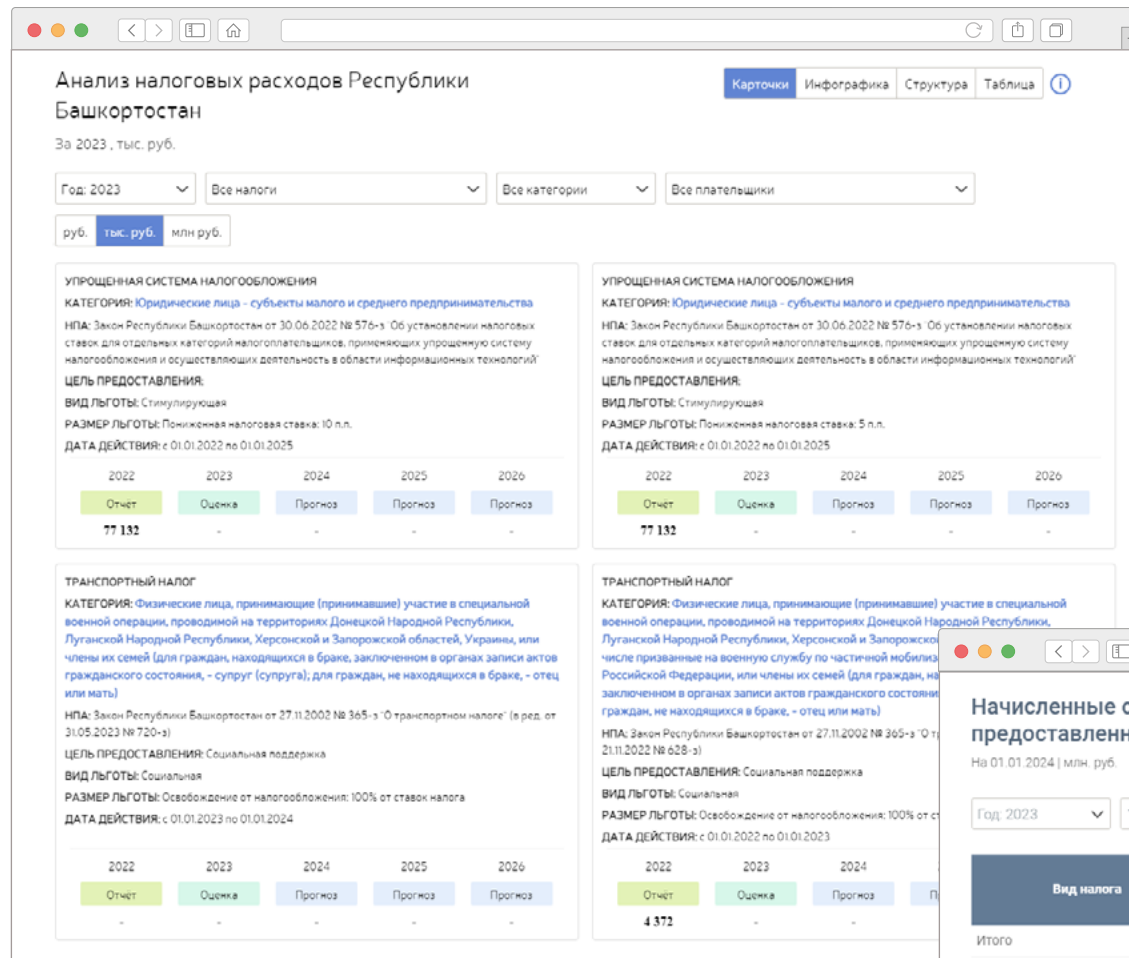 Анализ налоговых расходов Республики
Башкортостан
Карточки Инфографика Структура Таблица
За 2023 , тыс. руб.
Год: 2023 Все налоги Все категории Все плательщики
руб. тыс. руб. млн руб.
УПРОЩЕННАЯ СИСТЕМА НАЛОГООБЛОЖЕНИЯ
КАТЕГОРИЯ: Юридические лица - субъекты малого и среднего предпринимательства
НПА: Закон Республики Башкортостан от 30.06.2022 № 576-з "Об установлении налоговых
ставок для отдельных категорий налогоплательщиков, применяющих упрощенную систему
налогообложения и осуществляющих деятельность в области информационных технологий"
ЦЕЛЬ ПРЕДОСТАВЛЕНИЯ:
ВИД ЛЬГОТЫ: Стимулирующая
РАЗМЕР ЛЬГОТЫ: Пониженная налоговая ставка: 10 п.п.
ДАТА ДЕЙСТВИЯ: с 01.01.2022 по 01.01.2025
2022 2023 2024 2025 2026
Отчёт Оценка Прогноз Прогноз Прогноз
77 132 - - - -
УПРОЩЕННАЯ СИСТЕМА НАЛОГООБЛОЖЕНИЯ
КАТЕГОРИЯ: Юридические лица - субъекты малого и среднего предпринимательства
НПА: Закон Республики Башкортостан от 30.06.2022 № 576-з "Об установлении налоговых
ставок для отдельных категорий налогоплательщиков, применяющих упрощенную систему
налогообложения и осуществляющих деятельность в области информационных технологий"
ЦЕЛЬ ПРЕДОСТАВЛЕНИЯ:
ВИД ЛЬГОТЫ: Стимулирующая
РАЗМЕР ЛЬГОТЫ: Пониженная налоговая ставка: 5 п.п.
ДАТА ДЕЙСТВИЯ: с 01.01.2022 по 01.01.2025
2022 2023 2024 2025 2026
Отчёт Оценка Прогноз Прогноз Прогноз
77 132 - - - -
ТРАНСПОРТНЫЙ НАЛОГ
КАТЕГОРИЯ: Физические лица, принимающие (принимавшие) участие в специальной
военной операции, проводимой на территориях Донецкой Народной Республики,
Луганской Народной Республики, Херсонской и Запорожской областей, Украины, или
члены их семей (для граждан, находящихся в браке, заключенном в органах записи актов
гражданского состояния, - супруг (супруга); для граждан, не находящихся в браке, - отец
или мать)
НПА: Закон Республики Башкортостан от 27.11.2002 № 365-з "О транспортном налоге" (в ред. от
31.05.2023 № 720-з)
ЦЕЛЬ ПРЕДОСТАВЛЕНИЯ: Социальная поддержка
ВИД ЛЬГОТЫ: Социальная
РАЗМЕР ЛЬГОТЫ: Освобождение от налогообложения: 100% от ставок налога
ДАТА ДЕЙСТВИЯ: с 01.01.2023 по 01.01.2024
2022 2023 2024 2025 2026
Отчёт Оценка Прогноз Прогноз Прогноз
- - - - -
ТРАНСПОРТНЫЙ НАЛОГ
КАТЕГОРИЯ: Физические лица, принимающие (принимавшие) участие в специальной
военной операции, проводимой на территориях Донецкой Народной Республики,
Луганской Народной Республики, Херсонской и Запорожской
числе призванные на военную службу по частичной
Российской Федерации, или члены их семей (для граждан,
заключенном в органах записи актов гражданского
граждан, не находящихся в браке, - отец или мать)
НПА: Закон Республики Башкортостан от 27.11.2002 № 365-з "О
21.11.2022 № 628-з)
ЦЕЛЬ ПРЕДОСТАВЛЕНИЯ: Социальная поддержка
ВИД ЛЬГОТЫ: Социальная
РАЗМЕР ЛЬГОТЫ: Освобождение от налогообложения: 100% от
ДАТА ДЕЙСТВИЯ: с 01.01.2022 по 01.01.2023
2022 2023 2024
Отчёт Оценка Прогноз
4 372 - -
Начисленные
На 01.01.2024 | млн. руб.
Год: 2023
Вид налога
Итого